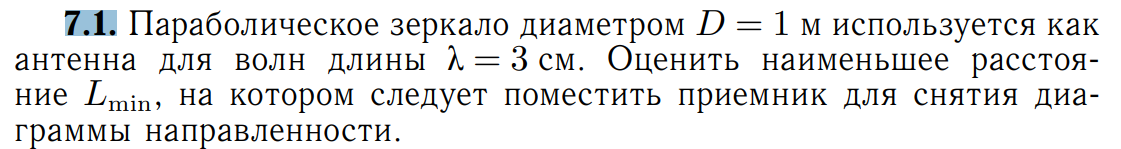 7.1. Параболическое зеркало диаметром D = 1 м используется как
антенна для волн длины λ = 3 см. Оценить наименьшее расстоя-
ние Lmin, на котором следует поместить приемник для снятия диа-
граммы направленности.